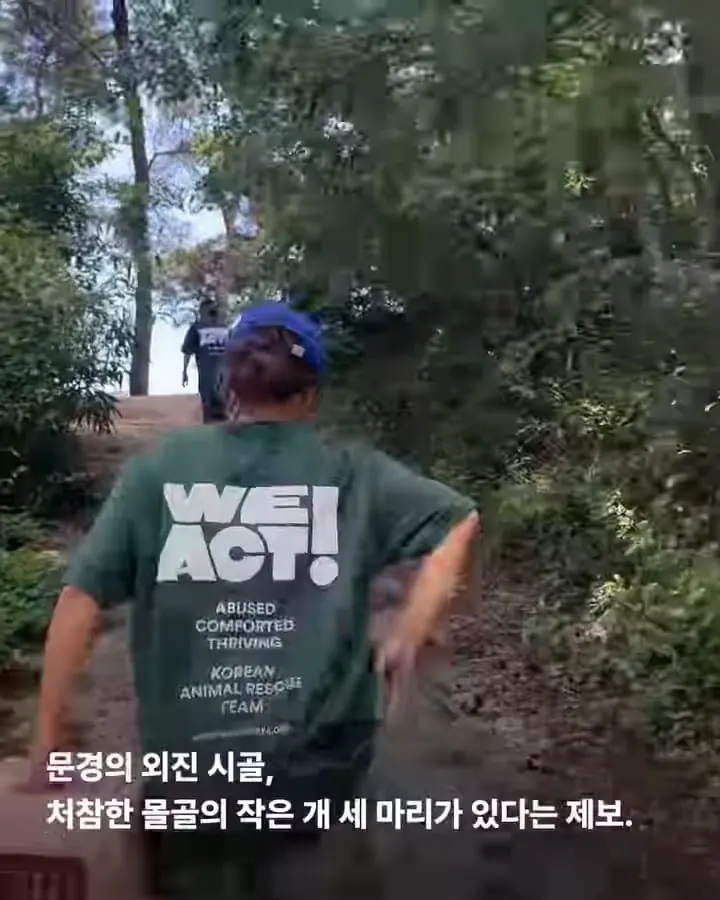 WE!
ACT!
ABUSED
COMFORTED
THRIVING
KOREAN
ANIMAL RESCUE
TEAM
문경의 외진 시골,
처참한 몰골의 작은 개 세 마리가 있다는 제보.